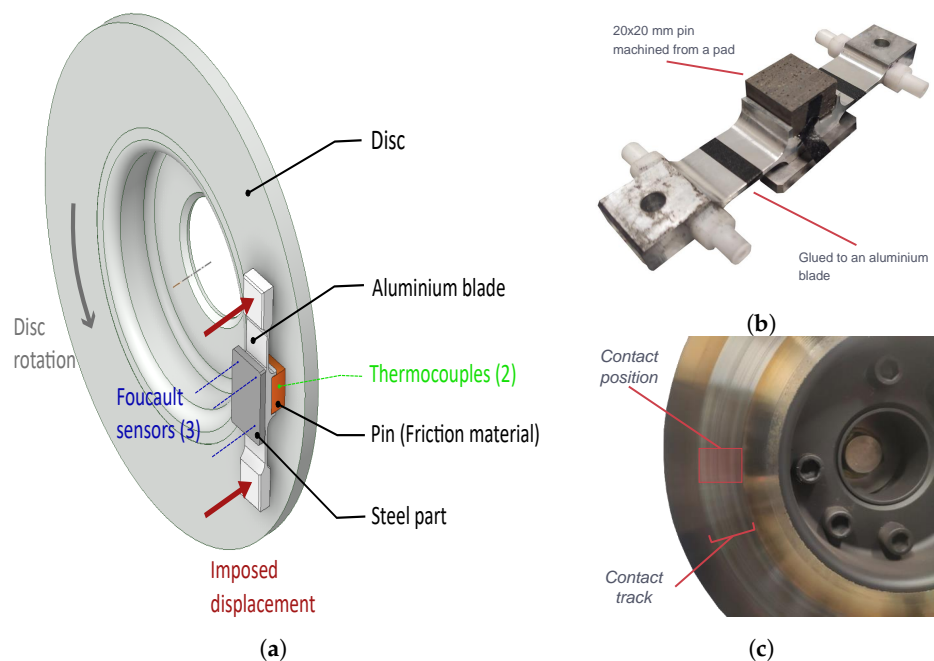 Disc
Aluminium blade
Thermocouples (2)
Pin (Friction material)
Steel part
Disc
rotation
Foucault
sensors (3)
Imposed
displacement
(a)
20x20 mm pin
machined from a pad
Glued to an aluminium
blade
(b)
Contact
position
Contact
track
(c)